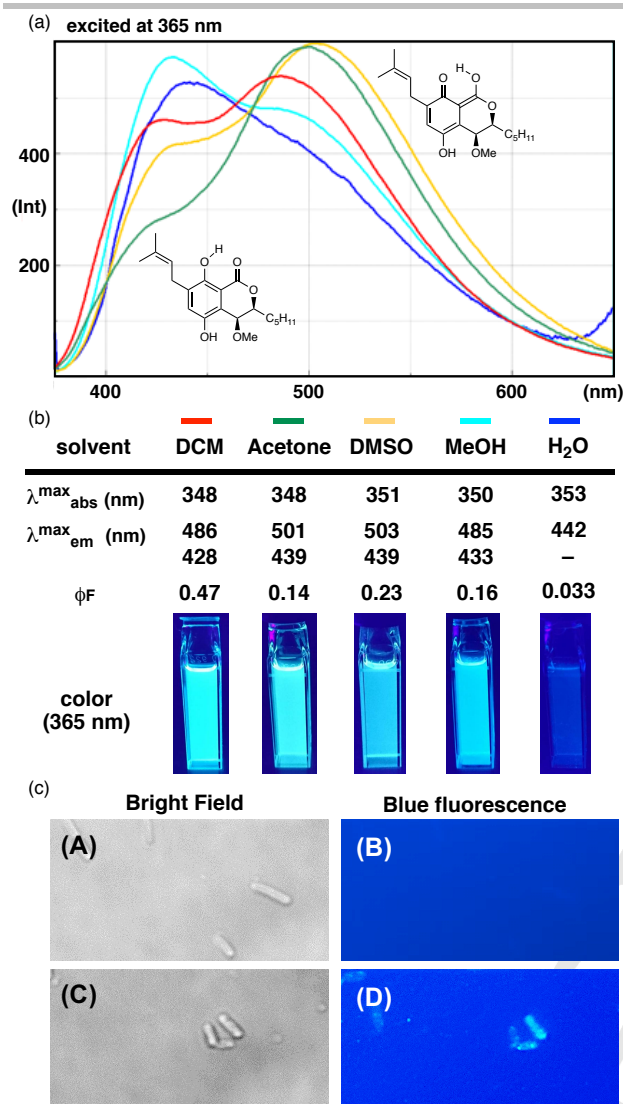 (a) excited at 365 nm
400
(Int)
200
O
H
O
O
C5H11
OH
OMe
O
H
O
O
C5H11
OH
OMe
400
500
600
(nm)
(b)
solvent DCM Acetone DMSO MeOH H2O
λmaxabs (nm) 348 348 351 350 353
λmaxem (nm) 486 501 503 485 442
428 439 439 433 –
ϕF 0.47 0.14 0.23 0.16 0.033
color
(365 nm)
(c)
Bright Field Blue fluorescence
(A) (B)
(C) (D)